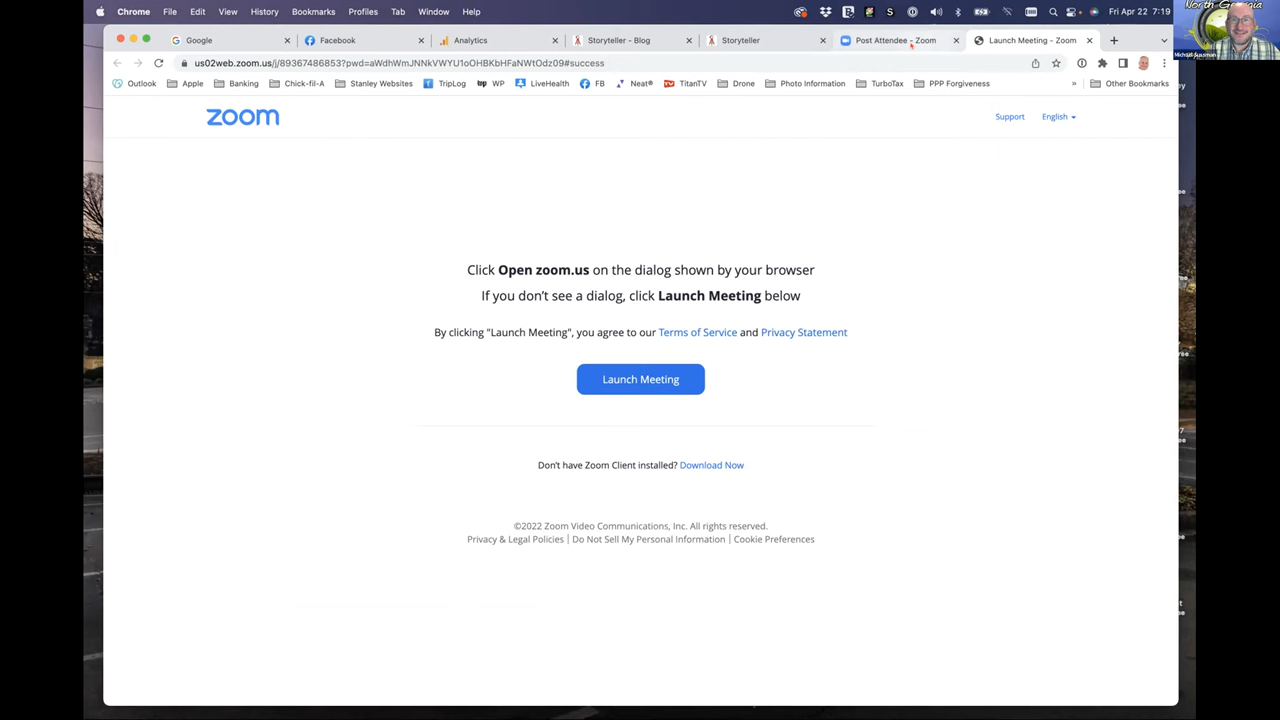 Chrome File Edit View History Bookmarks Profiles Tab Window Help Fri Apr 22 7:19
North Georgia
Google Facebook Analytics Storyteller - Blog Storyteller Post Attendee - Zoom Launch Meeting - Zoom
Michael Sussman
us02web.zoom.us/j/89367486853?pwd=aWdhWmJNNkVWYU1oOHBKbHFaNWtOdz09#success
Outlook Apple Banking Chick-fil-A Stanley Websites TripLog WP LiveHealth FB Neat® TitanTV Drone Photo Information TurboTax PPP Forgiveness » Other Bookmarks
zoom
Support English
Click Open zoom.us on the dialog shown by your browser
If you don't see a dialog, click Launch Meeting below
By clicking "Launch Meeting", you agree to our Terms of Service and Privacy Statement
Launch Meeting
Don't have Zoom Client installed? Download Now
©2022 Zoom Video Communications, Inc. All rights reserved.
Privacy & Legal Policies | Do Not Sell My Personal Information | Cookie Preferences